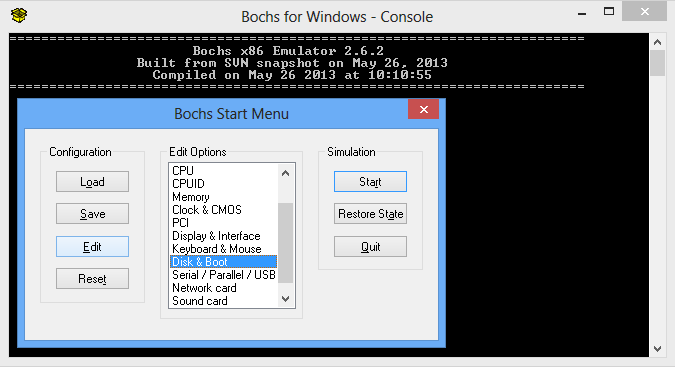 Bochs for Windows - Console
========================================================================
Bochs x86 Emulator 2.6.2
Built from SVN snapshot on May 26, 2013
Compiled on May 26 2013 at 10:10:55
========================================================================
Bochs Start Menu
Configuration
Load
Save
Edit
Reset
Edit Options
CPU
CPUID
Memory
Clock & CMOS
PCI
Display & Interface
Keyboard & Mouse
Disk & Boot
Serial / Parallel / USB
Network card
Sound card
Simulation
Start
Restore State
Quit